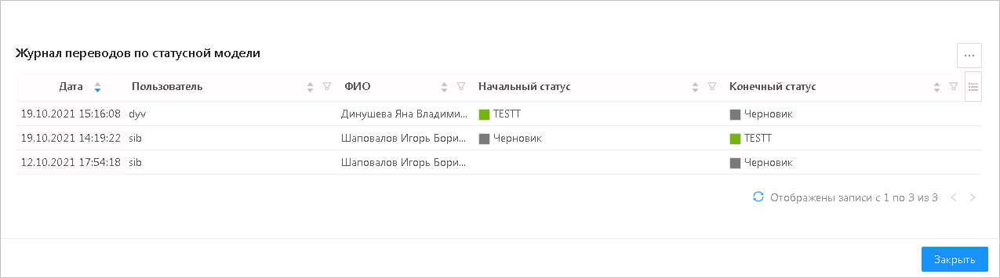 Журнал переводов по статусной модели
...
Дата Пользователь ФИО Начальный статус Конечный статус
19.10.2021 15:16:08 dyv Динушева Яна Владими... TESTT Черновик
19.10.2021 14:19:22 sib Шаповалов Игорь Бори... Черновик TESTT
12.10.2021 17:54:18 sib Шаповалов Игорь Бори... Черновик
Отображены записи с 1 по 3 из 3
Закрыть